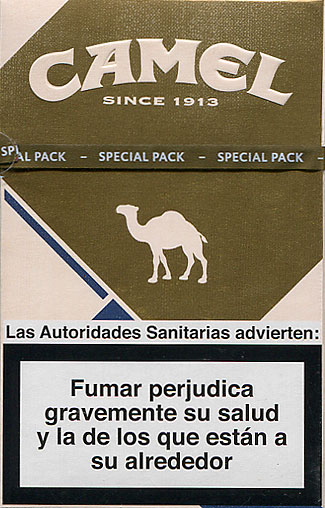 CAMEL
SINCE 1913
SPECIAL PACK – SPECIAL PACK – SPECIAL PACK –
Las Autoridades Sanitarias advierten:
Fumar perjudica
gravemente su salud
y la de los que están a
su alrededor